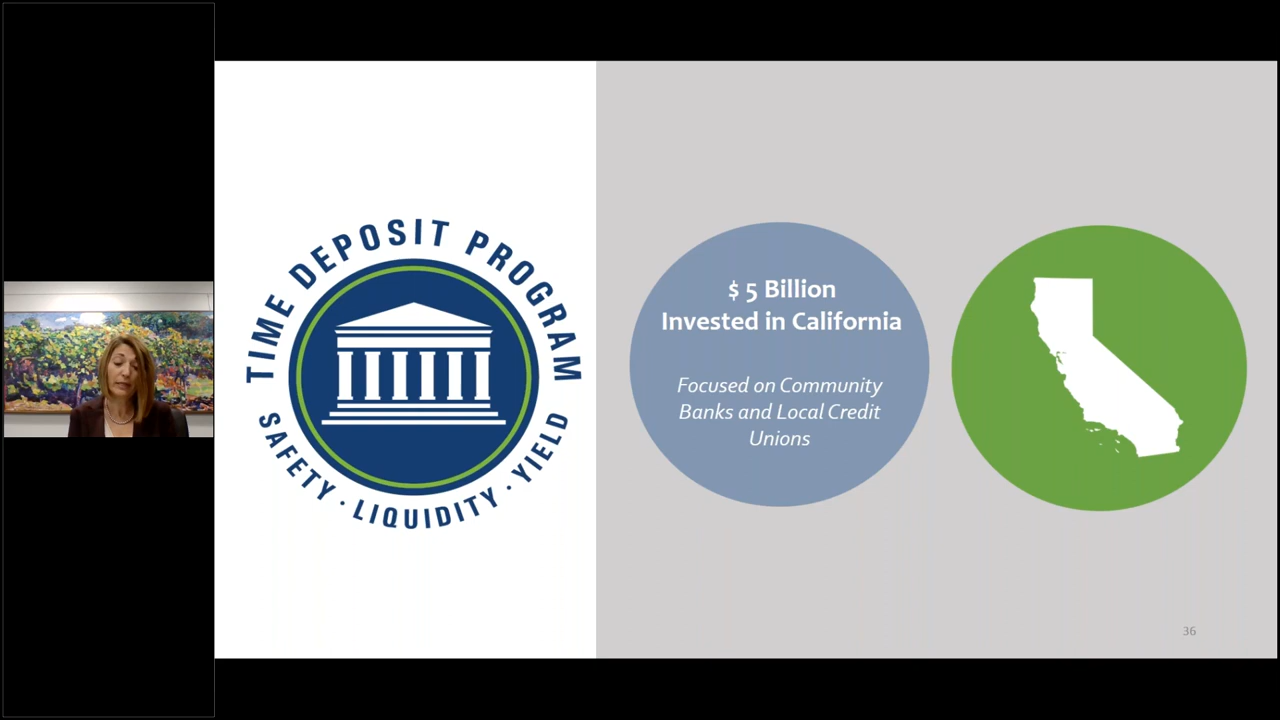 TIME DEPOSIT PROGRAM
SAFETY · LIQUIDITY · YIELD
$ 5 Billion
Invested in California
Focused on Community
Banks and Local Credit
Unions
36